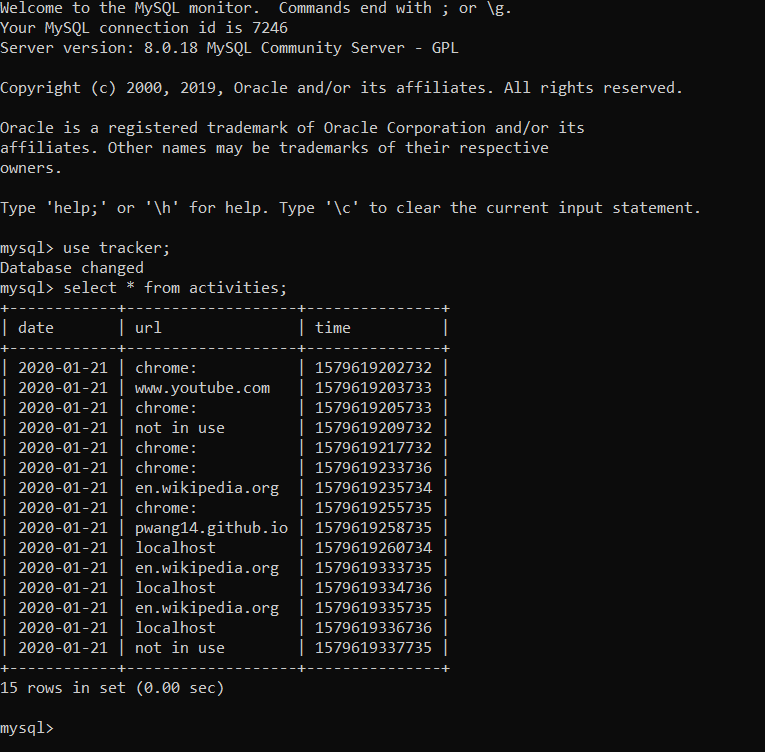 Welcome to the MySQL monitor.  Commands end with ; or \g.
Your MySQL connection id is 7246
Server version: 8.0.18 MySQL Community Server - GPL

Copyright (c) 2000, 2019, Oracle and/or its affiliates. All rights reserved.

Oracle is a registered trademark of Oracle Corporation and/or its
affiliates. Other names may be trademarks of their respective
owners.

Type 'help;' or '\h' for help. Type '\c' to clear the current input statement.

mysql> use tracker;
Database changed
mysql> select * from activities;
+------------+-------------------+---------------+
| date       | url               | time          |
+------------+-------------------+---------------+
| 2020-01-21 | chrome:           | 1579619202732 |
| 2020-01-21 | www.youtube.com   | 1579619203733 |
| 2020-01-21 | chrome:           | 1579619205733 |
| 2020-01-21 | not in use        | 1579619209732 |
| 2020-01-21 | chrome:           | 1579619217732 |
| 2020-01-21 | chrome:           | 1579619233736 |
| 2020-01-21 | en.wikipedia.org  | 1579619235734 |
| 2020-01-21 | chrome:           | 1579619255735 |
| 2020-01-21 | pwang14.github.io | 1579619258735 |
| 2020-01-21 | localhost         | 1579619260734 |
| 2020-01-21 | en.wikipedia.org  | 1579619333735 |
| 2020-01-21 | localhost         | 1579619334736 |
| 2020-01-21 | en.wikipedia.org  | 1579619335735 |
| 2020-01-21 | localhost         | 1579619336736 |
| 2020-01-21 | not in use        | 1579619337735 |
+------------+-------------------+---------------+
15 rows in set (0.00 sec)

mysql>